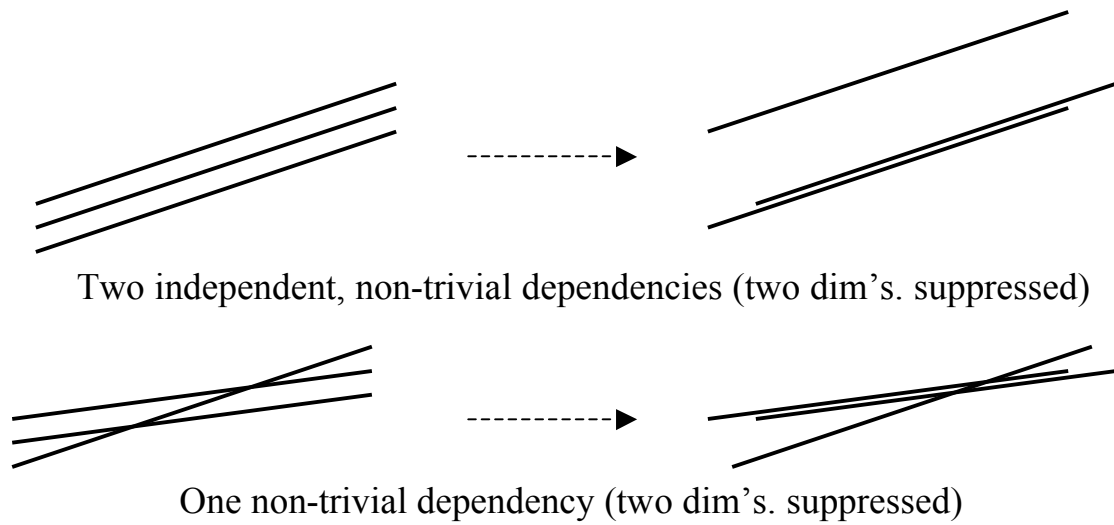 Two independent, non-trivial dependencies (two dim’s. suppressed)
One non-trivial dependency (two dim’s. suppressed)